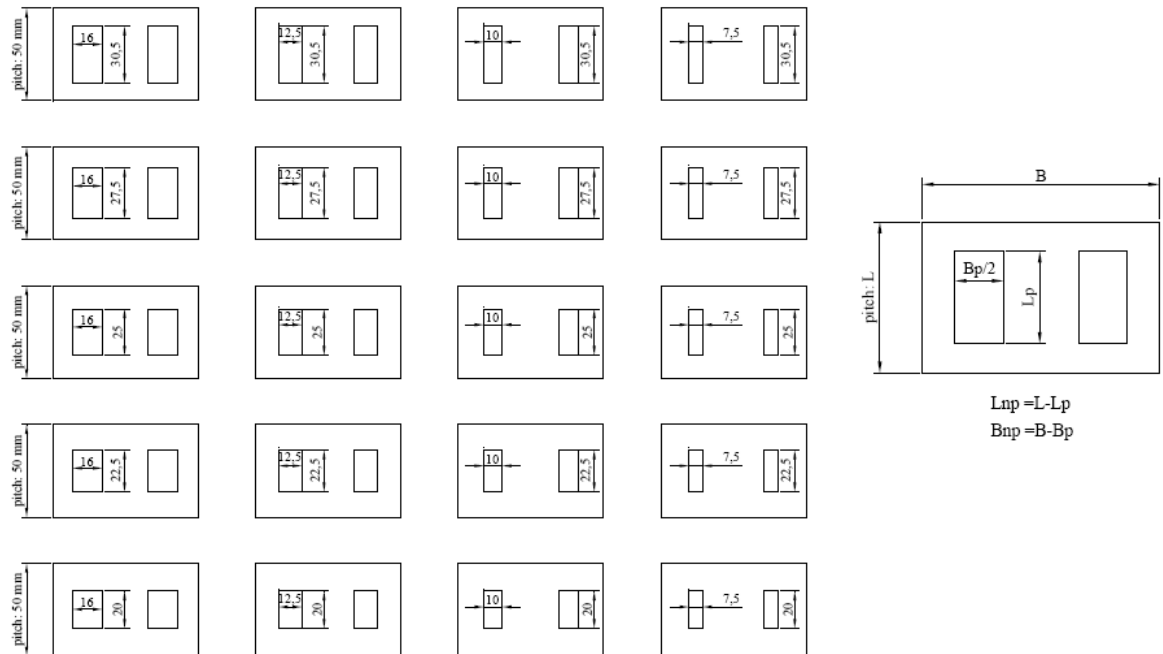 pitch: 50 mm 16 30,5 12,5 30,5 10 30,5 7,5 30,5
pitch: 50 mm 16 27,5 12,5 27,5 10 27,5 7,5 27,5
B
pitch: L Bp/2 Lp
pitch: 50 mm 16 25 12,5 25 10 25 7,5 25
Lnp =L-Lp
Bnp =B-Bp
pitch: 50 mm 16 22,5 12,5 22,5 10 22,5 7,5 22,5
pitch: 50 mm 16 20 12,5 20 10 20 7,5 20